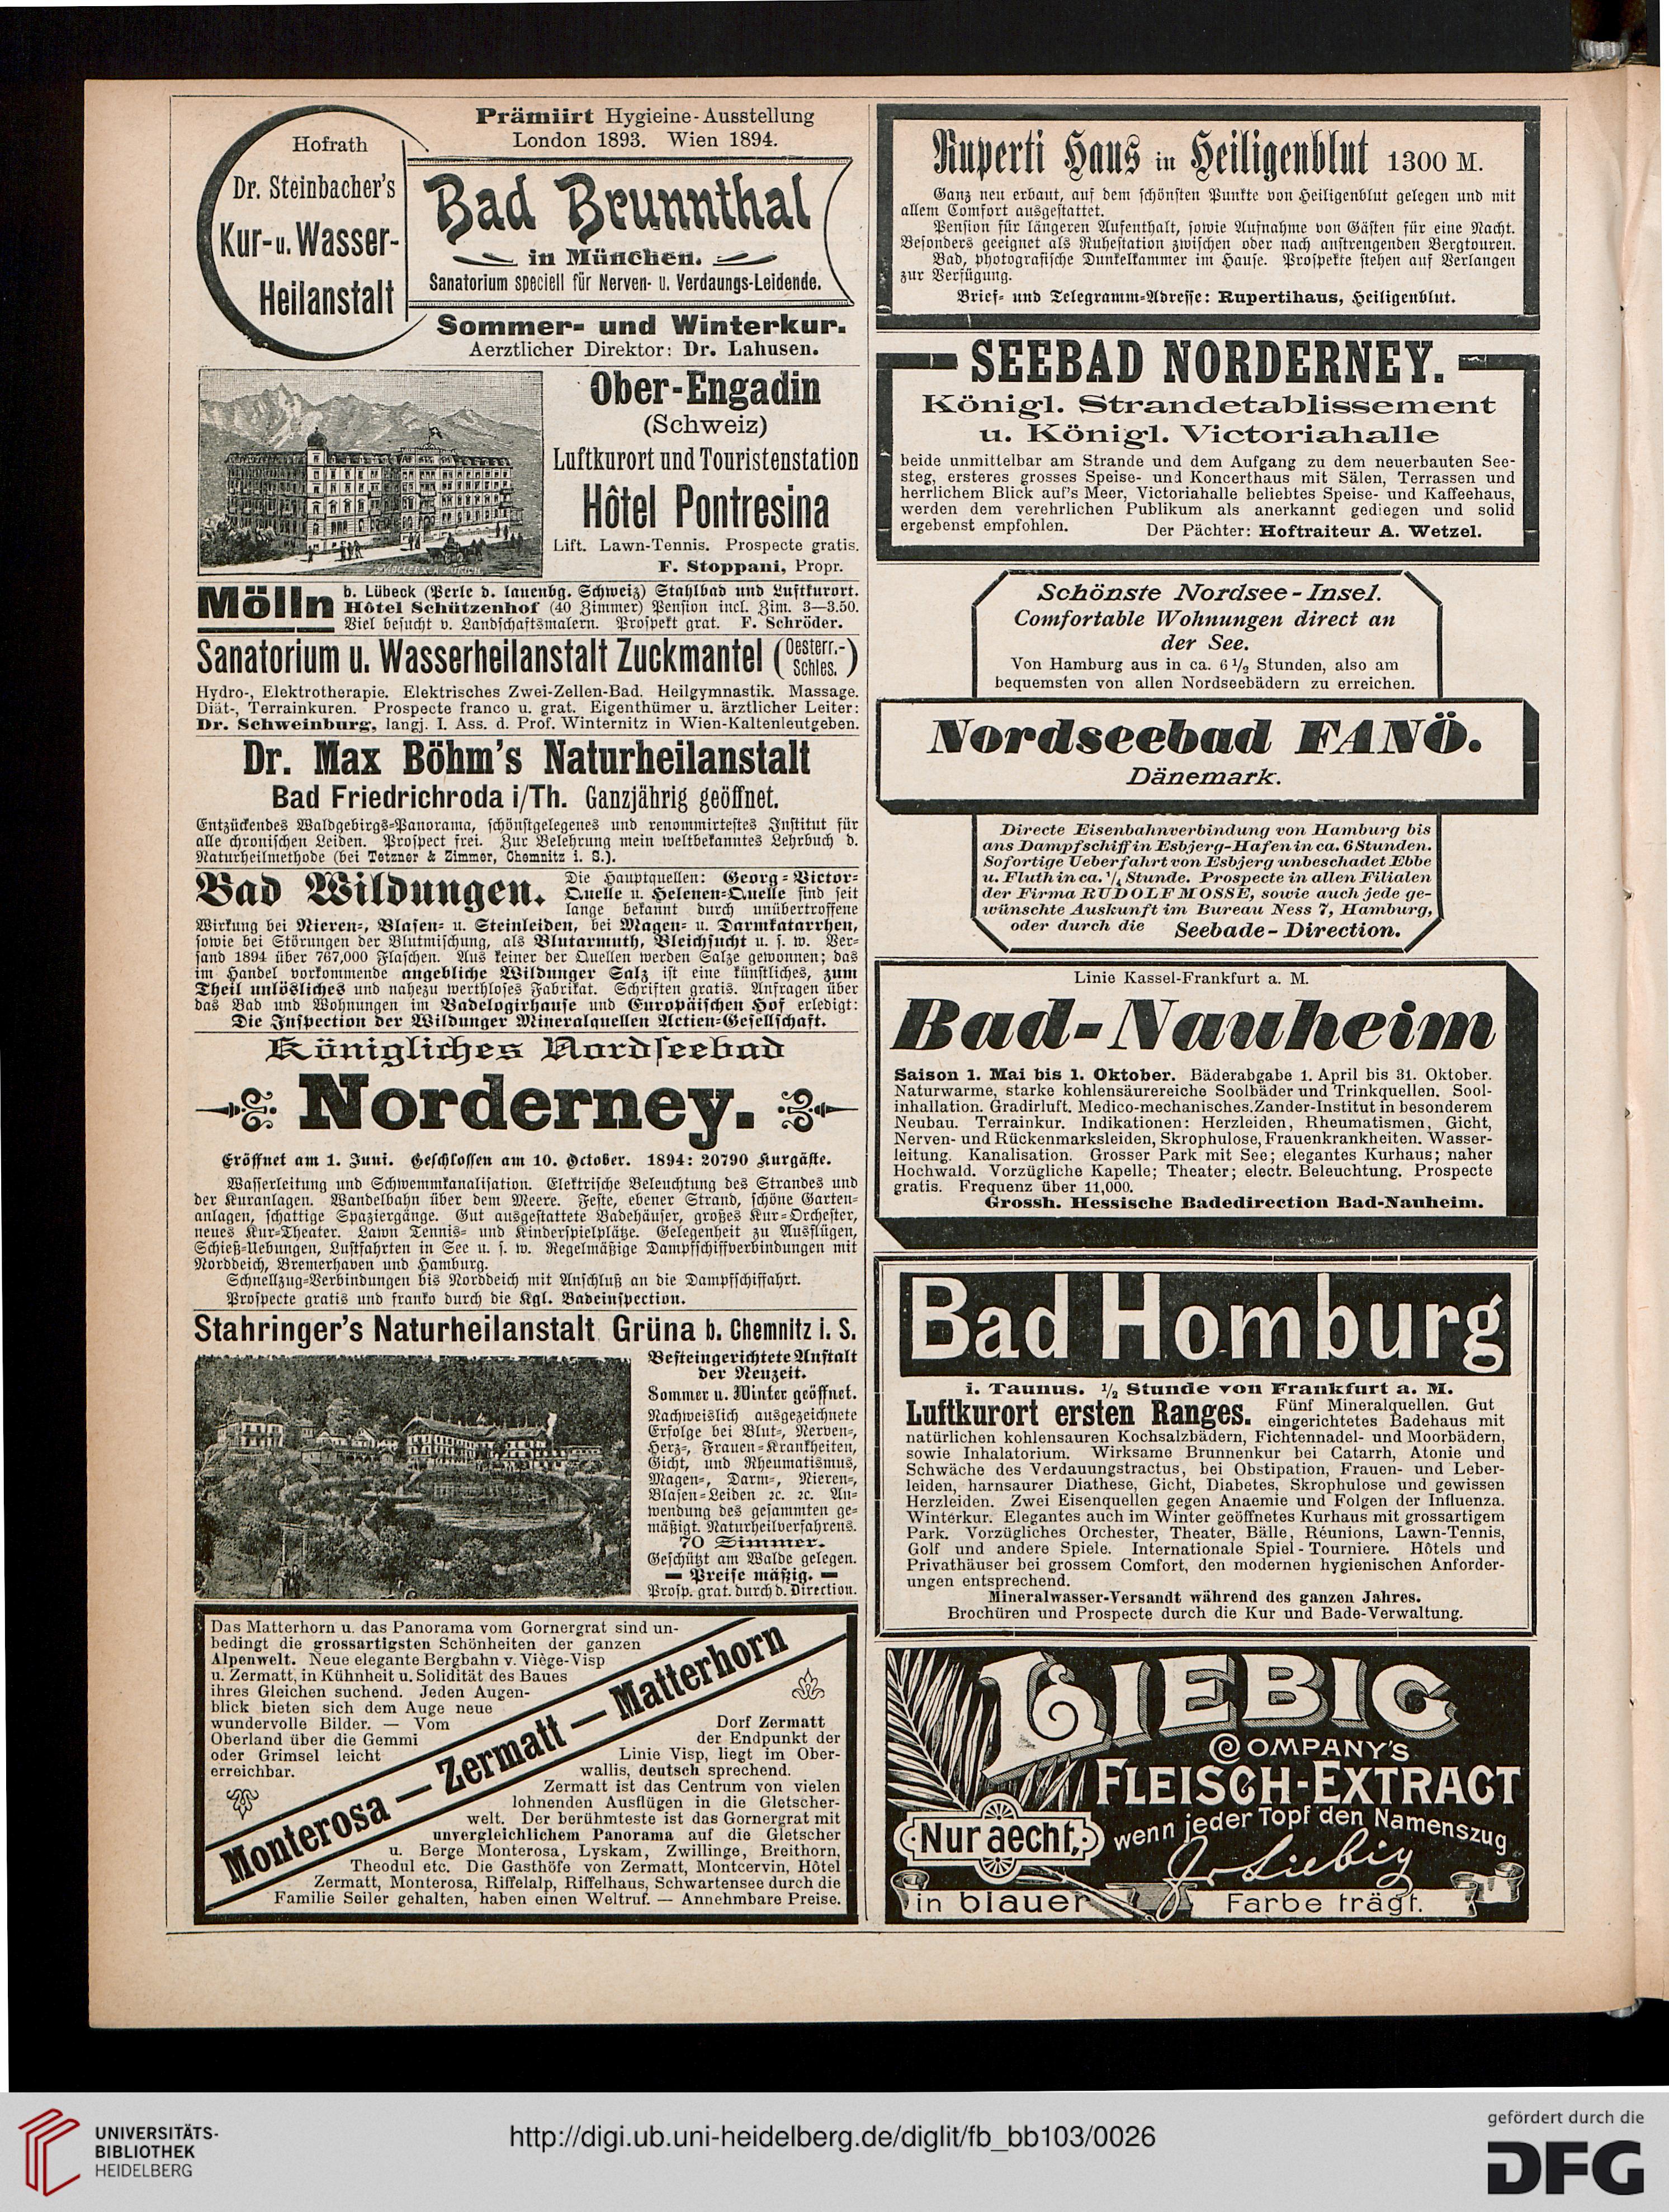 Prämiirt Hygieine-Ausstellung
London 1893. Wien 1894.
Hofrath
Dr. Steinbacher's
Kur- u. Wasser-
Heilanstalt
Bad Brunnthal
in München.
Sanatorium speciell für Nerven- u. Verdaungs-Leidende.
Sommer- und Winterkur.
Aerztlicher Direktor: Dr. Lahusen.
Ober-Engadin
(Schweiz)
Luftkurort und Touristenstation
Hôtel Pontresina
Lift. Lawn-Tennis. Prospecte gratis.
F. Stoppani, Propr.
Mölln b. Lübeck (Perle d. lauenbg. Schweiz) Stahlbad und Luftkurort.
Hôtel Schützenhof (40 Zimmer) Pension incl. Zim. 3—3.50.
Viel besucht v. Landschaftsmalern. Prospekt grat. F. Schröder.
Sanatorium u. Wasserheilanstalt Zuckmantel (Oesterr.-
Schles.)
Hydro-, Elektrotherapie. Elektrisches Zwei-Zellen-Bad. Heilgymnastik. Massage.
Diät-, Terrainkuren. Prospecte franco u. grat. Eigenthümer u. ärztlicher Leiter:
Dr. Schweinburg, langj. I. Ass. d. Prof. Winternitz in Wien-Kaltenleutgeben.
Dr. Max Böhm's Naturheilanstalt
Bad Friedrichroda i/Th. Ganzjährig geöffnet.
Entzückendes Waldgebirgs-Panorama, schönstgelegenes und renommirtestes Institut für
alle chronischen Leiden. Prospect frei. Zur Belehrung mein weltbekanntes Lehrbuch d.
Naturheilmethode (bei Tetzner & Zimmer, Chemnitz i. S.).
Bad Wildungen.
Die Hauptquellen: Georg-Victor-
Quelle u. Helenen-Quelle sind seit
lange bekannt durch unübertroffene
Wirkung bei Nieren-, Blasen- u. Steinleiden, bei Magen- u. Darmkatarrhen,
sowie bei Störungen der Blutmischung, als Blutarmuth, Bleichsucht u. s. w. Ver-
sand 1894 über 767,000 Flaschen. Aus keiner der Quellen werden Salze gewonnen; das
im Handel vorkommende angebliche Wildunger Salz ist eine künstliches, zum
Theil unlösliches und nahezu werthloses Fabrikat. Schriften gratis. Anfragen über
das Bad und Wohnungen im Badelogirhause und Europäischen Hof erledigt:
Die Inspection der Wildunger Mineralquellen Actien-Gesellschaft.
Königliches Nordseebad
Norderney.
Eröffnet am 1. Juni. Geschlossen am 10. October. 1894: 20790 Kurgäste.
Wasserleitung und Schwemmkanalisation. Elektrische Beleuchtung des Strandes und
der Kuranlagen. Wandelbahn über dem Meere. Feste, ebener Strand, schöne Garten-
anlagen, schattige Spaziergänge. Gut ausgestattete Badehäuser, großes Kur-Orchester,
neues Kur-Theater. Lawn Tennis- und Kinderspielplätze. Gelegenheit zu Ausflügen,
Schieß-Uebungen, Lustfahrten in See u. s. w. Regelmäßige Dampfschiffverbindungen mit
Norddeich, Bremerhaven und Hamburg.
Schnellzug-Verbindungen bis Norddeich mit Anschluß an die Dampfschiffahrt.
Prospecte gratis und franko durch die Kgl. Badeinspection.
Stahringer's Naturheilanstalt Grüna b. Chemnitz i. S.
Besteingerichtete Anstalt
der Neuzeit.
Sommer u. Winter geöffnet.
Nachweislich ausgezeichnete
Erfolge bei Blut-, Nerven-,
Herz-, Frauen-Krankheiten,
Gicht, und Rheumatismus,
Magen-, Darm-, Nieren-,
Blasen-Leiden ꝛc. ꝛc. An-
wendung des gesammten ge-
mäßigt. Naturheilverfahrens.
70 Zimmer.
Geschützt am Walde gelegen.
— Preise mäßig. —
Prosp. grat. durch d. Direction.
Das Matterhorn u. das Panorama vom Gornergrat sind un-
bedingt die grossartigsten Schönheiten der ganzen
Alpenwelt. Neue elegante Bergbahn v. Viège-Visp
u. Zermatt, in Kühnheit u. Solidität des Baues
ihres Gleichen suchend. Jeden Augen-
blick bieten sich dem Auge neue
wundervolle Bilder. — Vom
Oberland über die Gemmi
oder Grimsel leicht
erreichbar.
Monterosa — Zermatt — Matterhorn
Dorf Zermatt
der Endpunkt der
Linie Visp, liegt im Ober-
wallis, deutsch sprechend.
Zermatt ist das Centrum von vielen
lohnenden Ausflügen in die Gletscher-
welt. Der berühmteste ist das Gornergrat mit
unvergleichlichem Panorama auf die Gletscher
u. Berge Monterosa, Lyskam, Zwillinge, Breithorn,
Theodul etc. Die Gasthöfe von Zermatt, Montcervin, Hôtel
Zermatt, Monterosa, Riffelalp, Riffelhaus, Schwartensee durch die
Familie Seiler gehalten, haben einen Weltruf. — Annehmbare Preise.
Ruperti Haus in Heiligenblut 1300 M.
Ganz neu erbaut, auf dem schönsten Punkte von Heiligenblut gelegen und mit
allem Comfort ausgestattet.
Pension für längeren Aufenthalt, sowie Aufnahme von Gästen für eine Nacht.
Besonders geeignet als Ruhestation zwischen oder nach anstrengenden Bergtouren.
Bad, photografische Dunkelkammer im Hause. Prospekte stehen auf Verlangen
zur Verfügung.
Brief- und Telegramm-Adresse: Rupertihaus, Heiligenblut.
SEEBAD NORDERNEY.
Königl. Strandetablissement
u. Königl. Victoriahalle
beide unmittelbar am Strande und dem Aufgang zu dem neuerbauten See-
steg, ersteres grosses Speise- und Koncerthaus mit Sälen, Terrassen und
herrlichem Blick auf's Meer, Victoriahalle beliebtes Speise- und Kaffeehaus,
werden dem verehrlichen Publikum als anerkannt gediegen und solid
ergebenst empfohlen. Der Pächter: Hoftraiteur A. Wetzel.
Schönste Nordsee-Insel.
Comfortable Wohnungen direct an
der See.
Von Hamburg aus in ca. 6½ Stunden, also am
bequemsten von allen Nordseebädern zu erreichen.
Nordseebad FANÖ.
Dänemark.
Directe Eisenbahnverbindung von Hamburg bis
ans Dampfschiff in Esbjerg-Hafen in ca. 6 Stunden.
Sofortige Ueberfahrt von Esbjerg unbeschadet Ebbe
u. Fluth in ca. ¼ Stunde. Prospecte in allen Filialen
der Firma RUDOLF MOSSE, sowie auch jede ge-
wünschte Auskunft im Bureau Ness 7, Hamburg,
oder durch die Seebade-Direction.
Linie Kassel-Frankfurt a. M.
Bad-Nauheim
Saison 1. Mai bis 1. Oktober. Bäderabgabe 1. April bis 31. Oktober.
Naturwarme, starke kohlensäurereiche Soolbäder und Trinkquellen. Sool-
inhallation. Gradirluft. Medico-mechanisches.Zander-Institut in besonderem
Neubau. Terrainkur. Indikationen: Herzleiden, Rheumatismen, Gicht,
Nerven- und Rückenmarksleiden, Skrophulose, Frauenkrankheiten. Wasser-
leitung. Kanalisation. Grosser Park mit See; elegantes Kurhaus; naher
Hochwald. Vorzügliche Kapelle; Theater; electr. Beleuchtung. Prospecte
gratis. Frequenz über 11,000.
Grossh. Hessische Badedirection Bad-Nauheim.
Bad Homburg
i. Taunus. ½ Stunde von Frankfurt a. M.
Luftkurort ersten Ranges. Fünf Mineralquellen. Gut
eingerichtetes Badehaus mit
natürlichen kohlensauren Kochsalzbädern, Fichtennadel- und Moorbädern,
sowie Inhalatorium. Wirksame Brunnenkur bei Catarrh, Atonie und
Schwäche des Verdauungstractus, bei Obstipation, Frauen- und Leber-
leiden, harnsaurer Diathese, Gicht, Diabetes, Skrophulose und gewissen
Herzleiden. Zwei Eisenquellen gegen Anaemie und Folgen der Influenza.
Winterkur. Elegantes auch im Winter geöffnetes Kurhaus mit grossartigem
Park. Vorzügliches Orchester, Theater, Bälle, Réunions, Lawn-Tennis,
Golf und andere Spiele. Internationale Spiel-Tourniere. Hôtels und
Privathäuser bei grossem Comfort, den modernen hygienischen Anforder-
ungen entsprechend.
Mineralwasser-Versandt während des ganzen Jahres.
Brochüren und Prospecte durch die Kur und Bade-Verwaltung.
LIEBIG
COMPANY'S
FLEISCH-EXTRACT
Nur aecht,
wenn jeder Topf den Namenszug
J. v. Liebig
in blauer Farbe trägt.
UNIVERSITÄTS-
BIBLIOTHEK
HEIDELBERG
http://digi.ub.uni-heidelberg.de/diglit/fb_bb103/0026
gefördert durch die
DFG